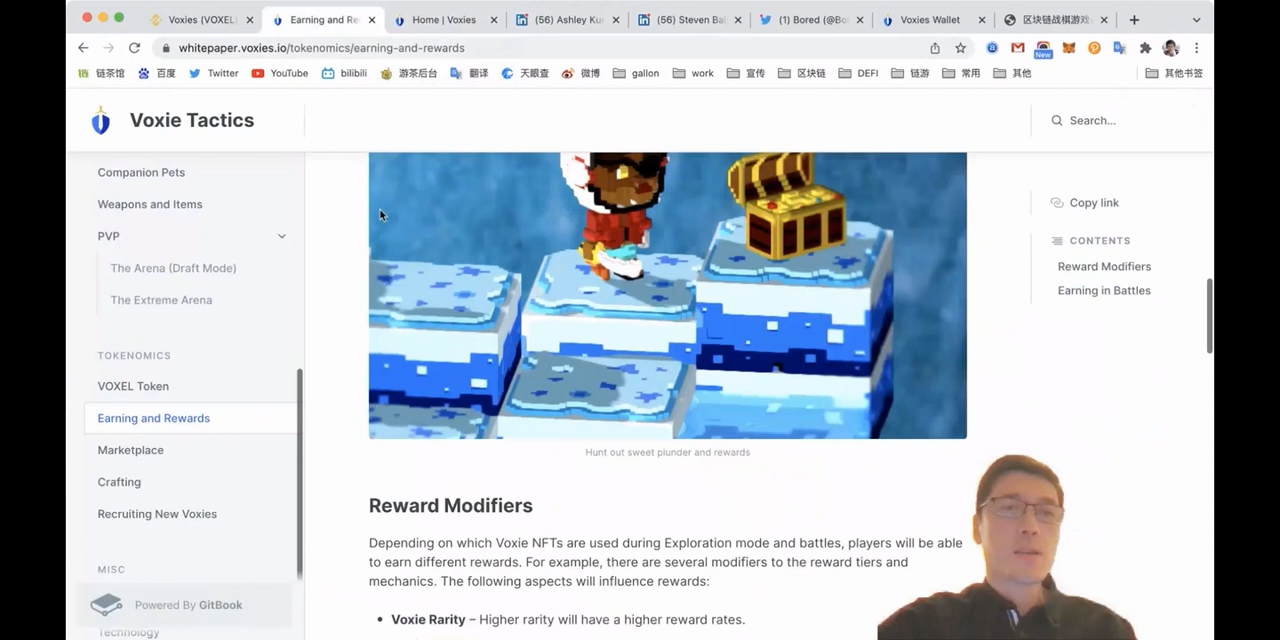 Voxies (VOXEL)
Earning and Re
Home | Voxies
(56) Ashley Ku
(56) Steven Ba
(1) Bored (@Bo
Voxies Wallet
区块链战棋游戏
whitepaper.voxies.io/tokenomics/earning-and-rewards
New
链茶馆
百度
Twitter
YouTube
bilibili
游茶后台
翻译
天眼查
微博
gallon
work
宣传
区块链
DEFI
链游
常用
其他
其他书签
Voxie Tactics
Search...
Companion Pets
Weapons and Items
PVP
The Arena (Draft Mode)
The Extreme Arena
TOKENOMICS
VOXEL Token
Earning and Rewards
Marketplace
Crafting
Recruiting New Voxies
MISC
Powered By GitBook
Technology
Copy link
CONTENTS
Reward Modifiers
Earning in Battles
Hunt out sweet plunder and rewards
Reward Modifiers
Depending on which Voxie NFTs are used during Exploration mode and battles, players will be able
to earn different rewards. For example, there are several modifiers to the reward tiers and
mechanics. The following aspects will influence rewards:
• Voxie Rarity – Higher rarity will have a higher reward rates.